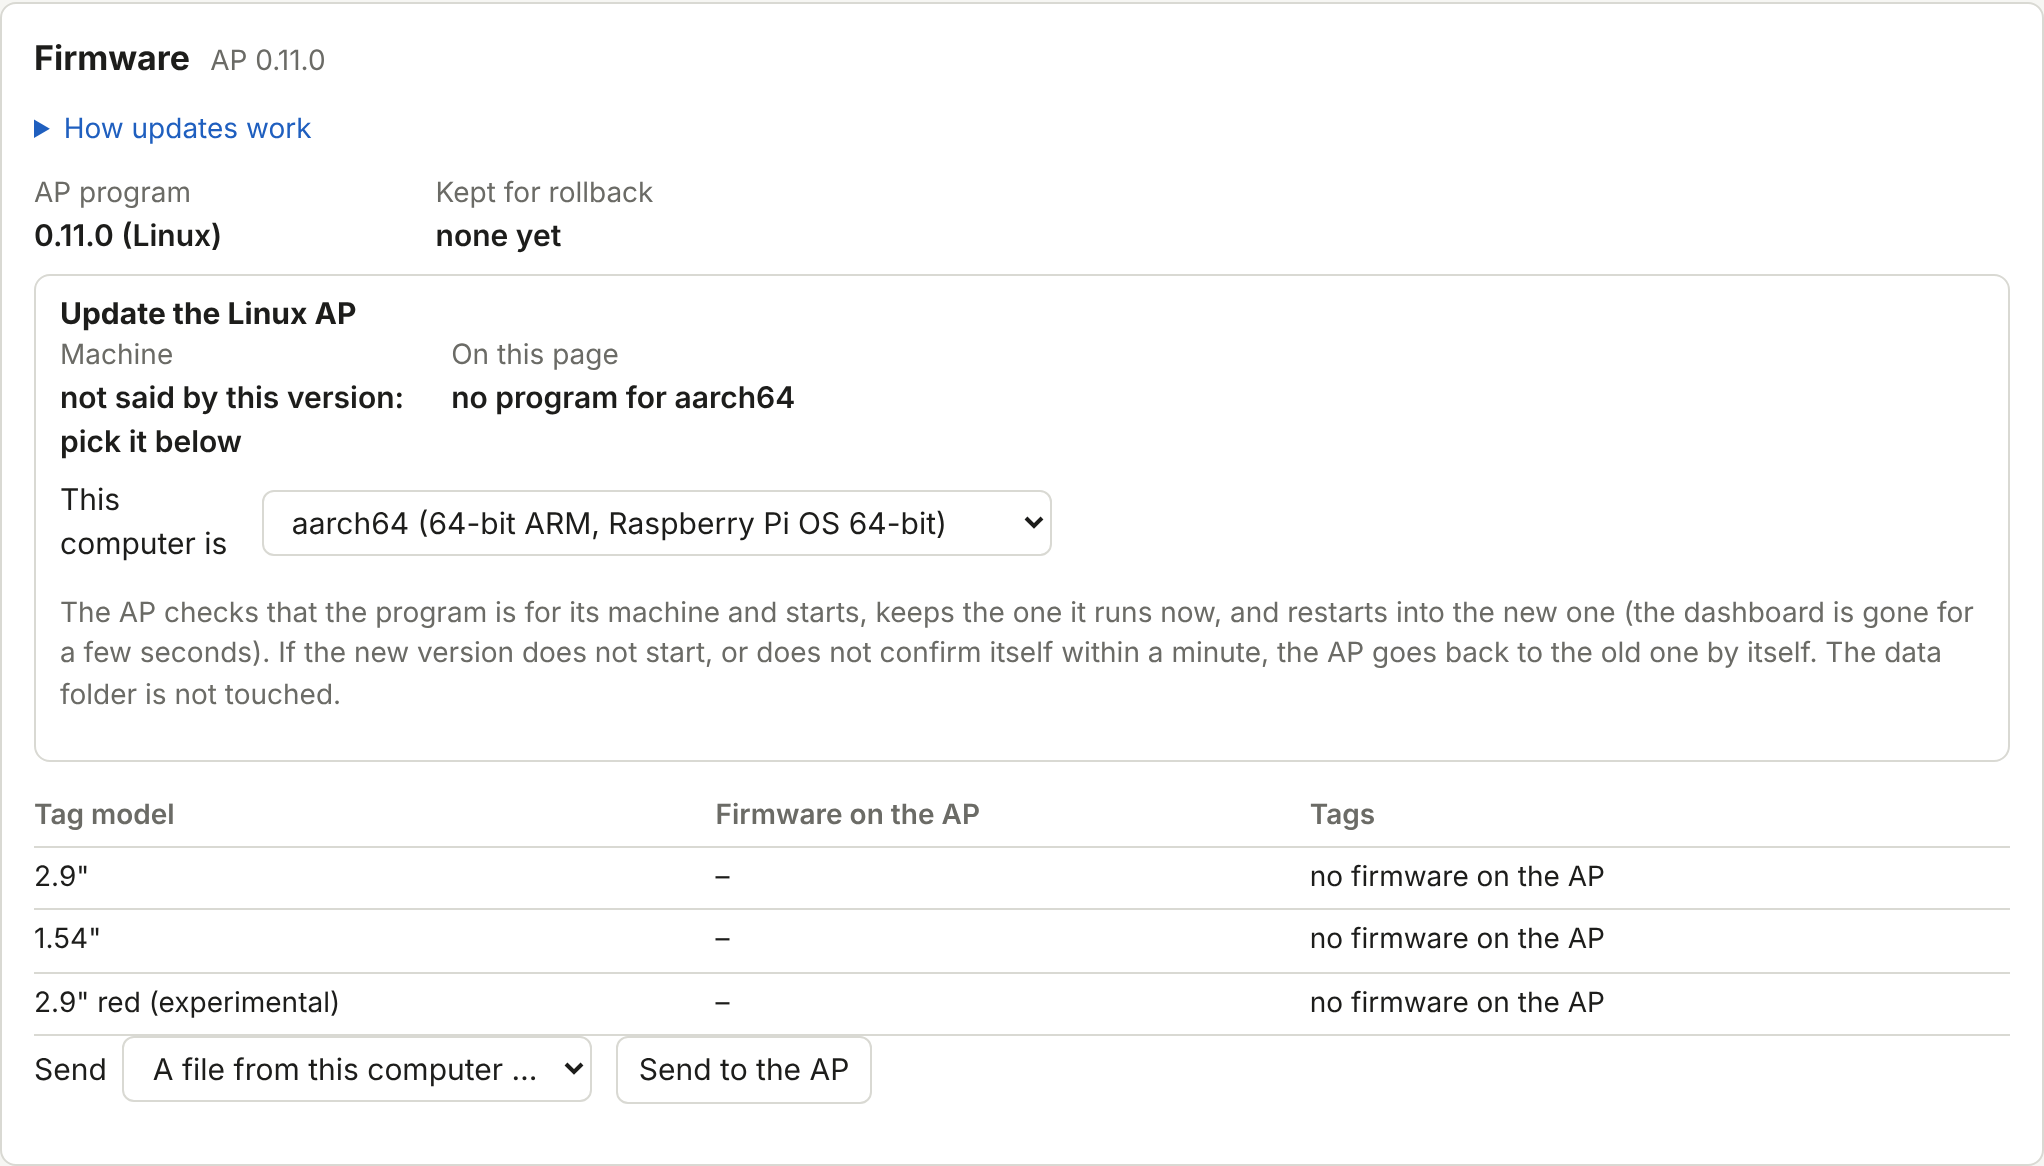 Firmware AP 0.11.0
▶ How updates work
AP program Kept for rollback
0.11.0 (Linux) none yet
Update the Linux AP
Machine On this page
not said by this version: no program for aarch64
pick it below
This
computer is
aarch64 (64-bit ARM, Raspberry Pi OS 64-bit)
The AP checks that the program is for its machine and starts, keeps the one it runs now, and restarts into the new one (the dashboard is gone for
a few seconds). If the new version does not start, or does not confirm itself within a minute, the AP goes back to the old one by itself. The data
folder is not touched.
Tag model Firmware on the AP Tags
2.9" – no firmware on the AP
1.54" – no firmware on the AP
2.9" red (experimental) – no firmware on the AP
Send A file from this computer ... Send to the AP